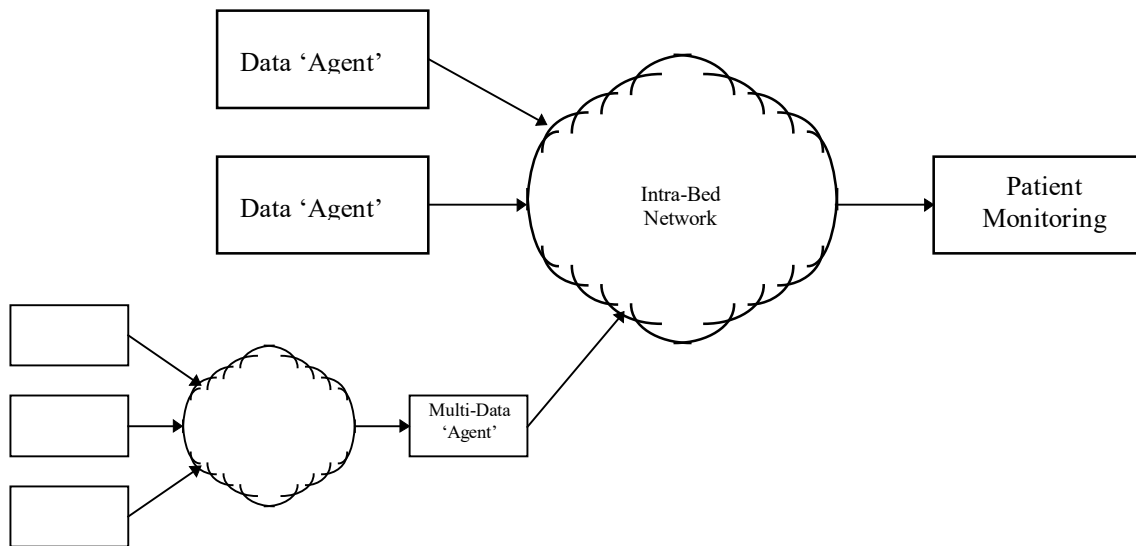 Data ‘Agent’
Data ‘Agent’
Intra-Bed
Network
Patient
Monitoring
Multi-Data
‘Agent’